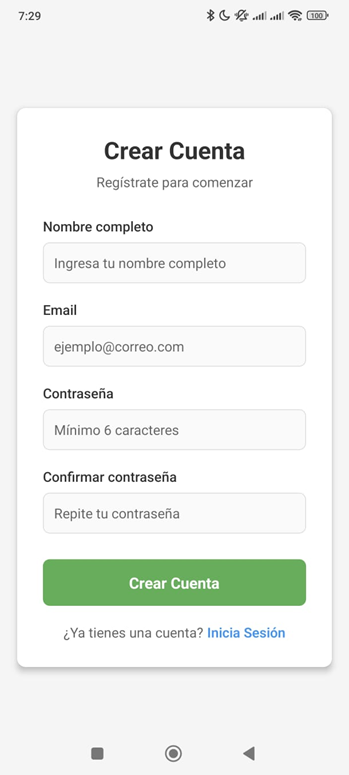 7:29
100
Crear Cuenta
Regístrate para comenzar
Nombre completo
Ingresa tu nombre completo
Email
ejemplo@correo.com
Contraseña
Mínimo 6 caracteres
Confirmar contraseña
Repite tu contraseña
Crear Cuenta
¿Ya tienes una cuenta? Inicia Sesión